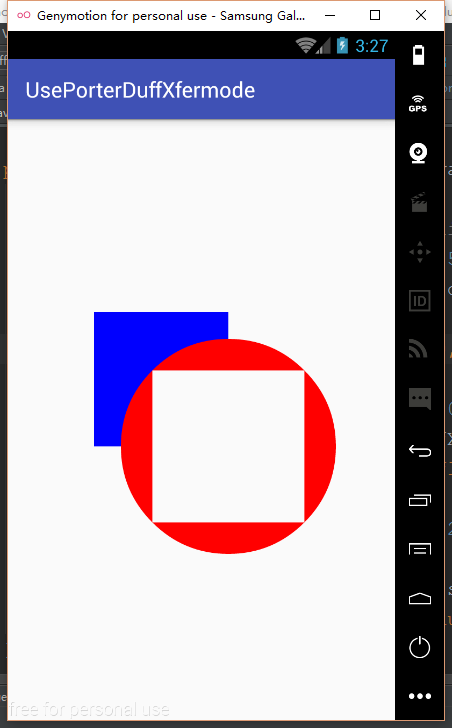 Genymotion for personal use - Samsung Gal...
3:27
UsePorterDuffXfermode
GPS
ID
free for personal use